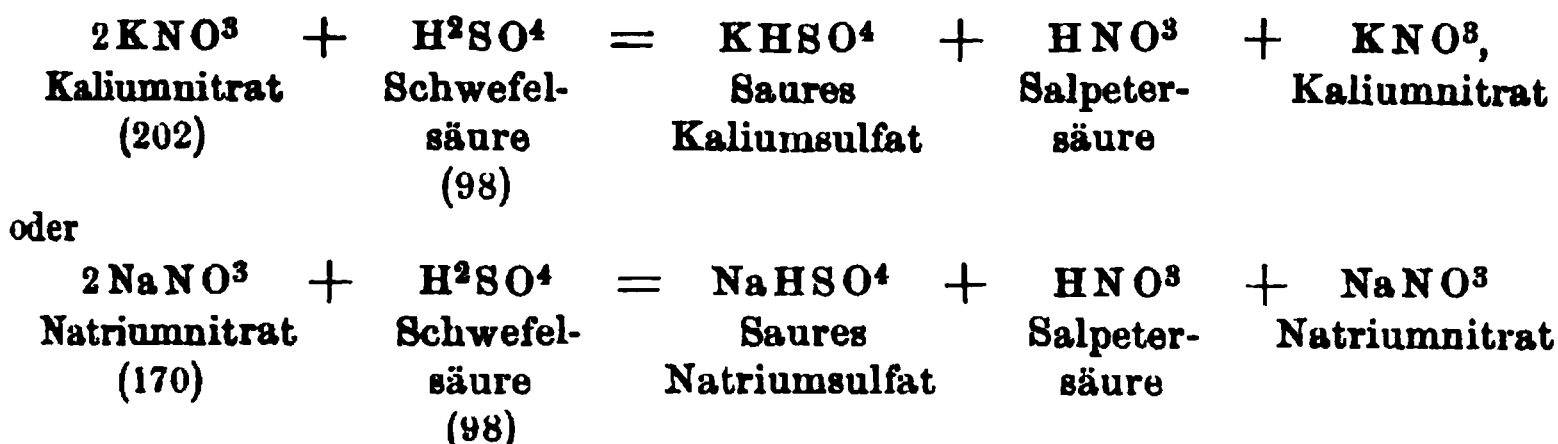 2KNO³ + H²SO⁴ = KHSO⁴ + HNO³ + KNO³,
Kaliumnitrat Schwefel- Saures Salpeter- Kaliumnitrat
(202) säure Kaliumsulfat säure
(98)
oder
2NaNO³ + H²SO⁴ = NaHSO⁴ + HNO³ + NaNO³
Natriumnitrat Schwefel- Saures Salpeter- Natriumnitrat
(170) säure Natriumsulfat säure
(98)